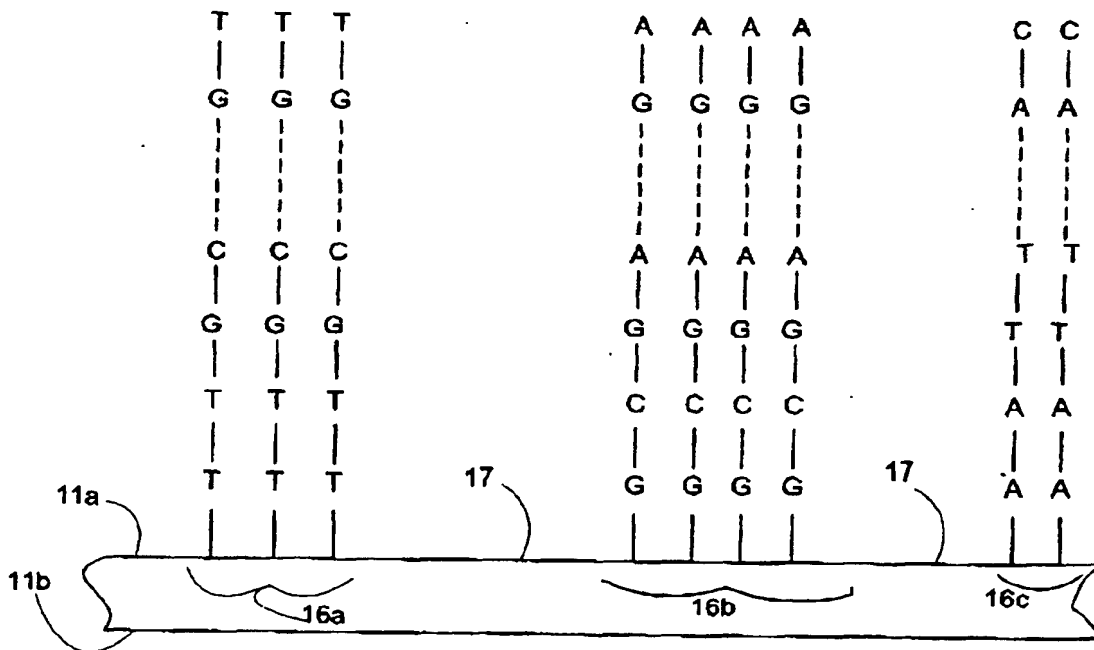 T T T A A A A C C
G G G G G G G A A
C C C A A A A T T
G G G G G G G T T
T T T C C C C A A
T T T G G G G A A
11a 17 17
11b 16a 16b 16c